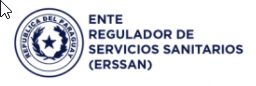 REPUBLICA DEL PARAGUAY
ENTE
REGULADOR DE
SERVICIOS SANITARIOS
(ERSSAN)